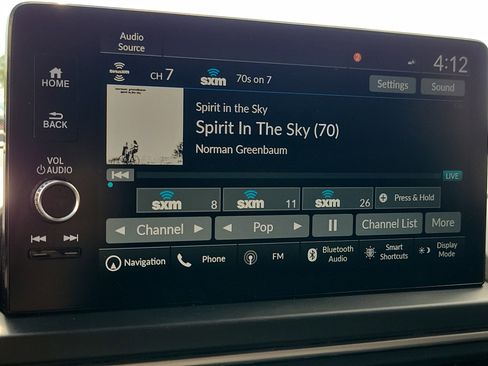 Audio
Source
4:12
HOME
BACK
VOL
AUDIO
CH 7
sxm
70s on 7
Settings
Sound
Spirit in the Sky
Spirit In The Sky (70)
Norman Greenbaum
LIVE
sxm 8
sxm 11
sxm 26
Press & Hold
Channel
Pop
Channel List
More
Navigation
Phone
FM
Bluetooth
Audio
Smart
Shortcuts
Display
Mode